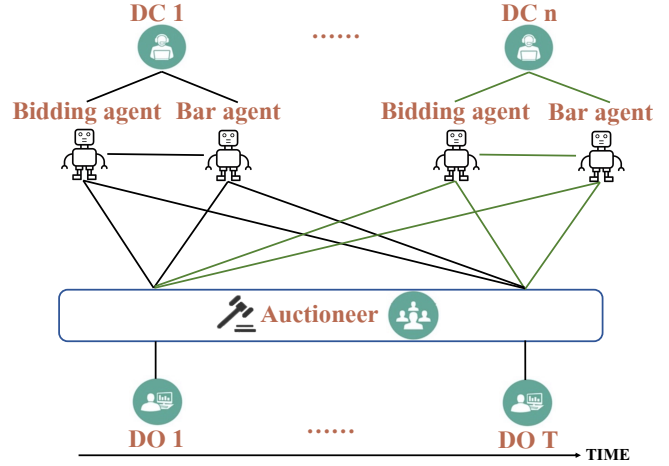 DC 1 ...... DC n
Bidding agent Bar agent Bidding agent Bar agent
Auctioneer
DO 1 ...... DO T
TIME